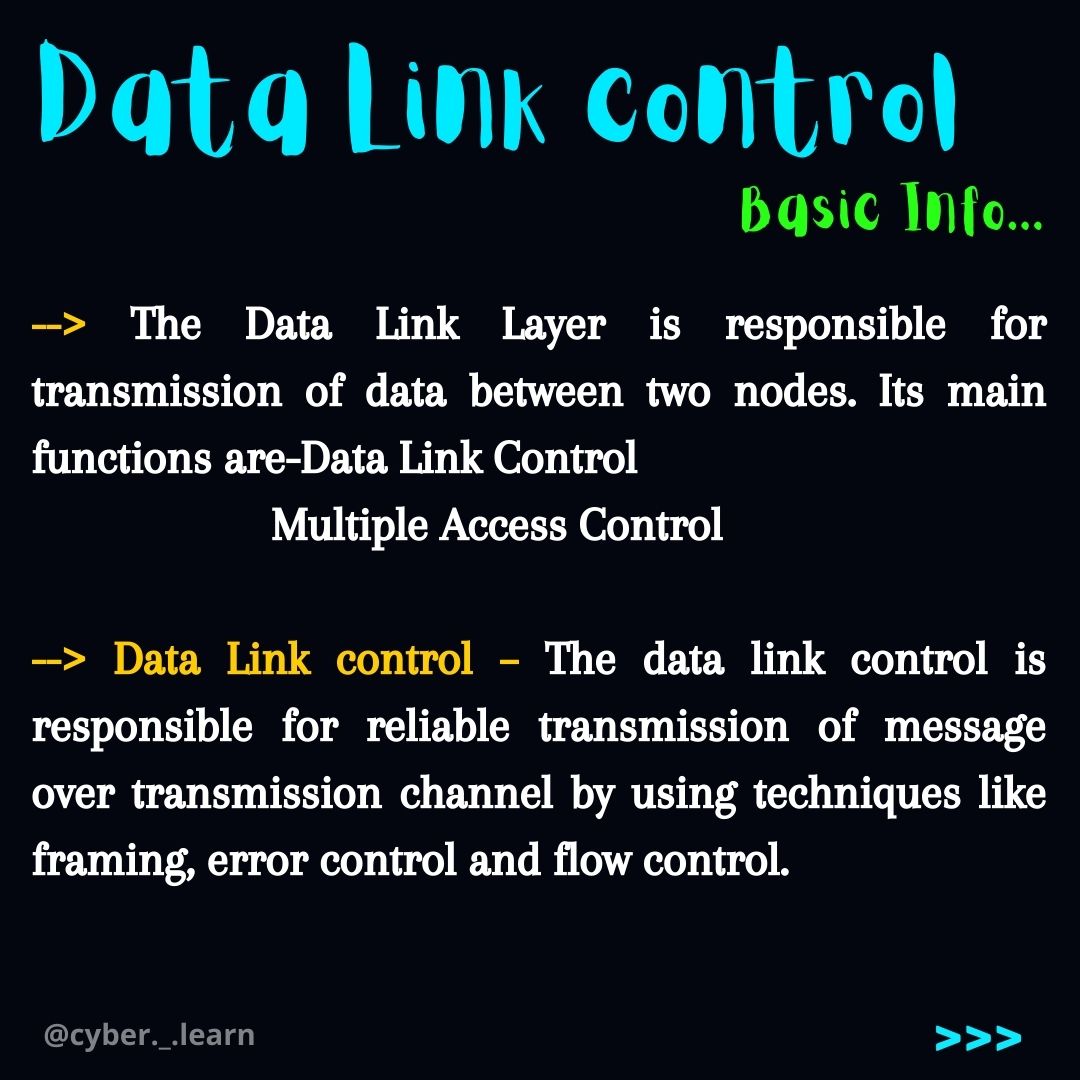 Data Link control
Basic Info...
--> The Data Link Layer is responsible for
transmission of data between two nodes. Its main
functions are-Data Link Control
Multiple Access Control
--> Data Link control – The data link control is
responsible for reliable transmission of message
over transmission channel by using techniques like
framing, error control and flow control.
@cyber._.learn
>>>